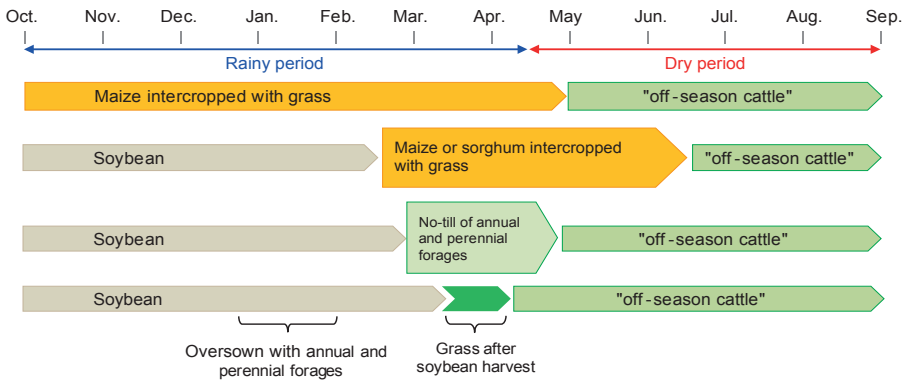 Oct. Nov. Dec. Jan. Feb. Mar. Apr. May Jun. Jul. Aug. Sep.
Rainy period Dry period
Maize intercropped with grass "off-season cattle"
Soybean Maize or sorghum intercropped
with grass "off-season cattle"
Soybean No-till of annual
and perennial
forages "off-season cattle"
Soybean "off-season cattle"
Oversown with annual and
perennial forages
Grass after
soybean harvest